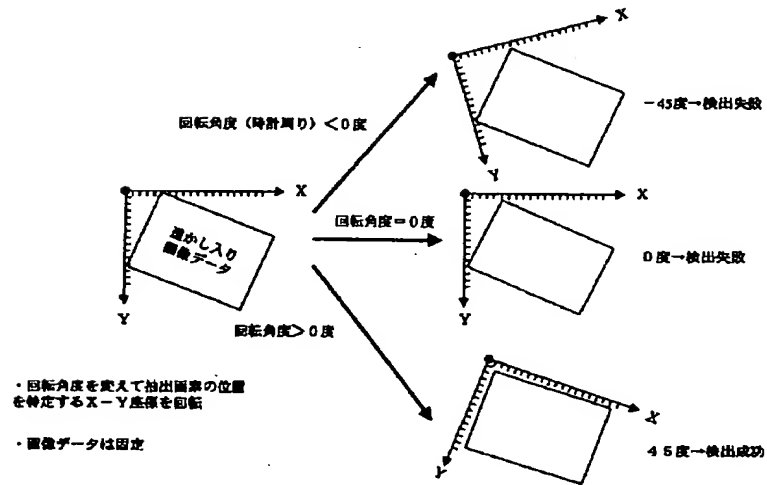 X
回転角度（時計周り）＜0度
Y
－45度→検出失敗
X
透かし入り
画像データ
Y
回転角度＝0度
X
Y
0度→検出失敗
回転角度＞0度
X
Y
45度→検出成功
・回転角度を変えて抽出画素の位置
を特定するX－Y座標を回転
・画像データは固定